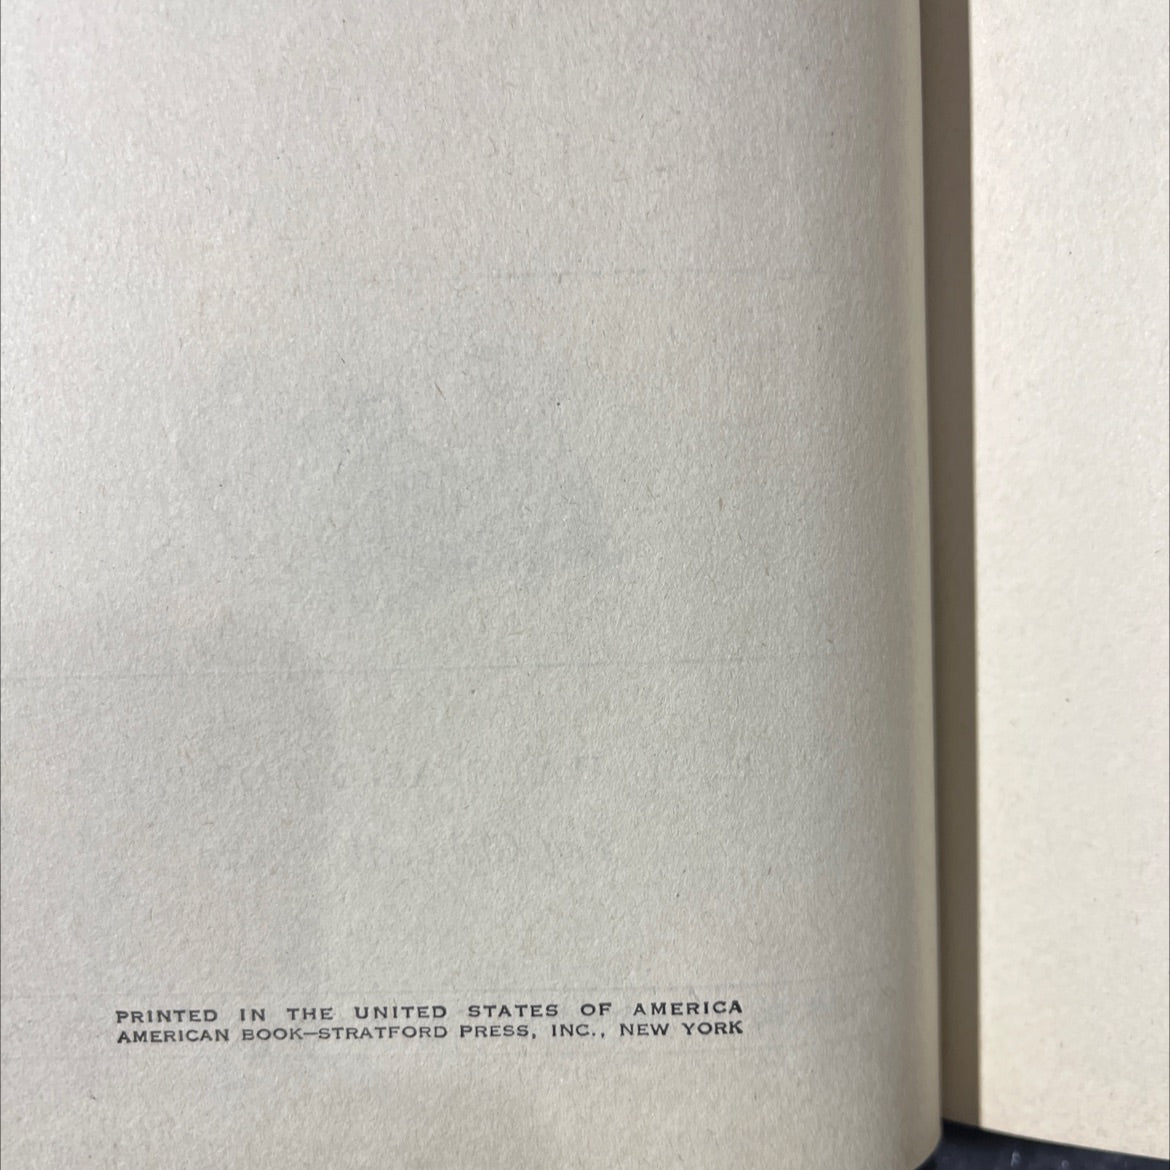 PRINTED IN THE UNITED STATES OF AMERICA
AMERICAN BOOK—STRATFORD PRESS, INC., NEW YORK